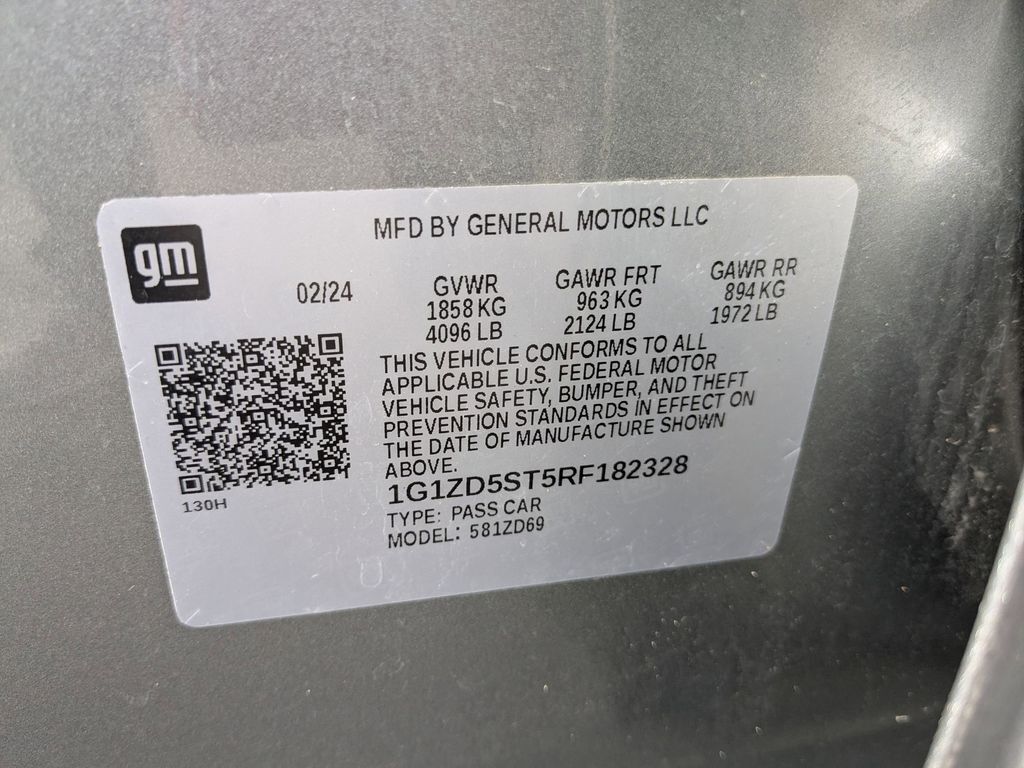 gm
MFD BY GENERAL MOTORS LLC
02/24
GVWR
1858 KG
4096 LB
GAWR FRT
963 KG
2124 LB
GAWR RR
894 KG
1972 LB
THIS VEHICLE CONFORMS TO ALL
APPLICABLE U.S. FEDERAL MOTOR
VEHICLE SAFETY, BUMPER, AND THEFT
PREVENTION STANDARDS IN EFFECT ON
THE DATE OF MANUFACTURE SHOWN
ABOVE.
1G1ZD5ST5RF182328
TYPE: PASS CAR
MODEL: 581ZD69
130H